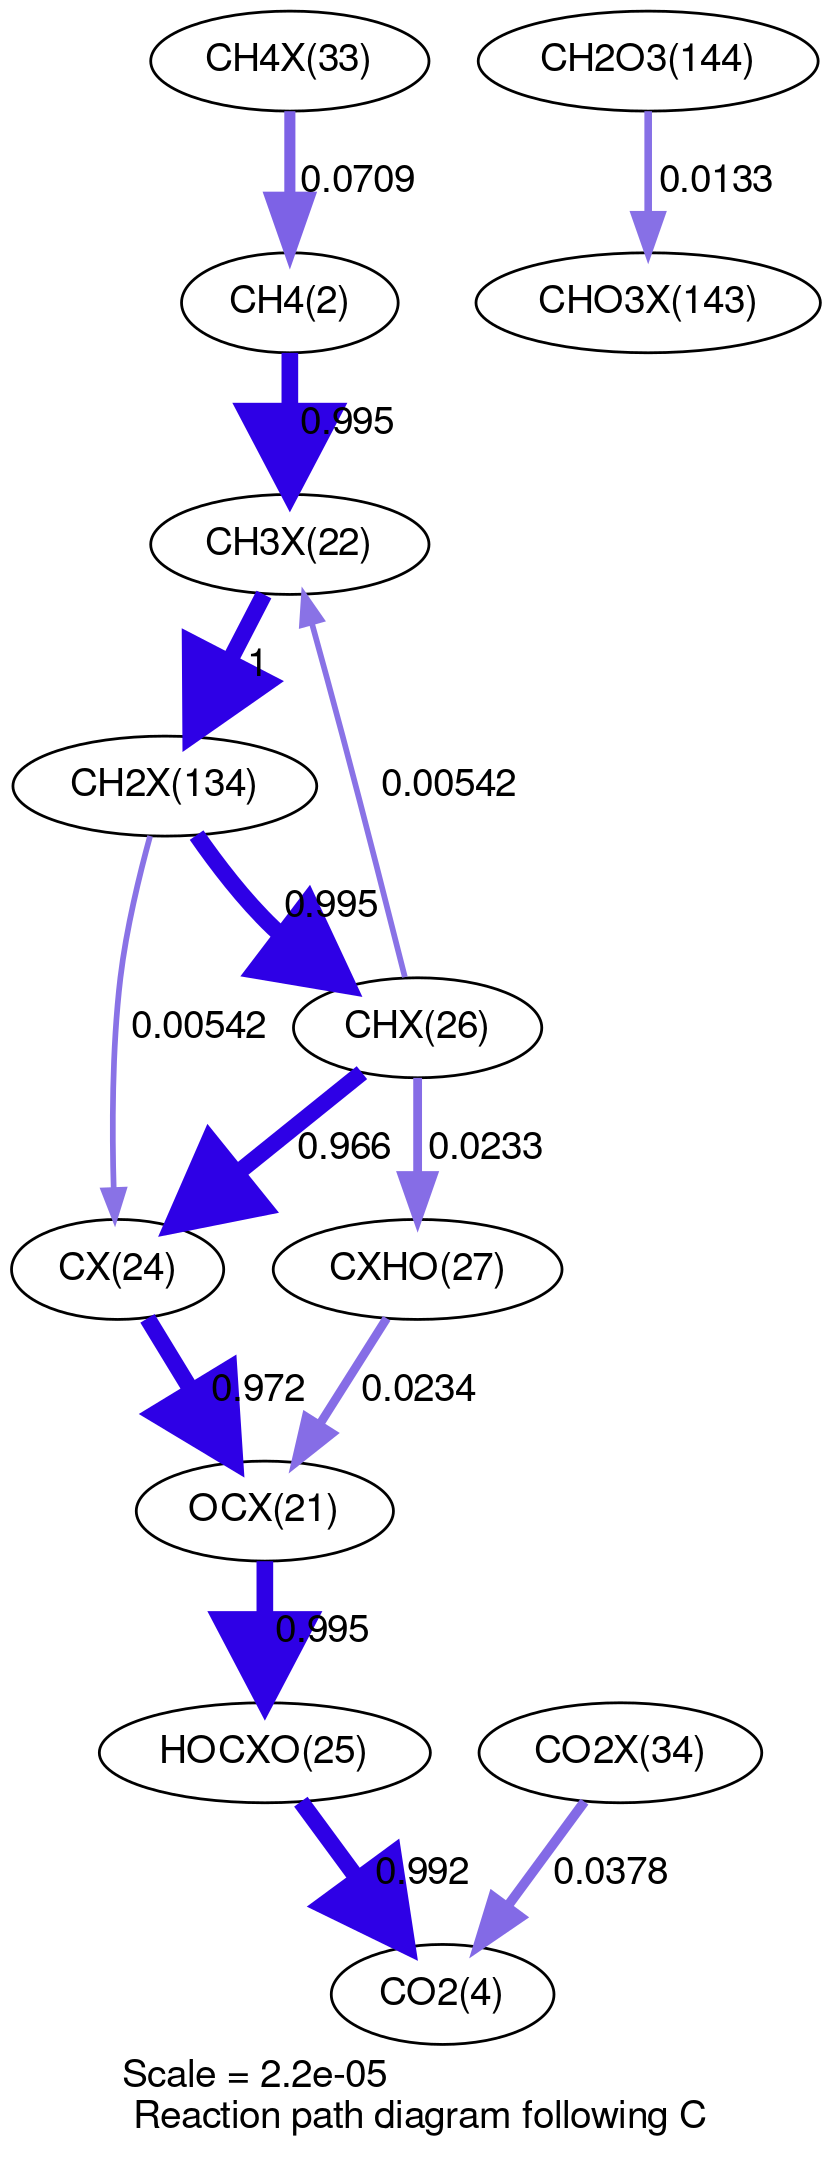 CH4X(33)
CH2O3(144)
0.0709
0.0133
CH4(2)
CHO3X(143)
0.995
CH3X(22)
1
CH2X(134)
0.00542
0.995
0.00542
CHX(26)
0.966
0.0233
CX(24)
CXHO(27)
0.972
0.0234
OCX(21)
0.995
HOCXO(25)
CO2X(34)
0.992
0.0378
CO2(4)
Scale = 2.2e-05
Reaction path diagram following C